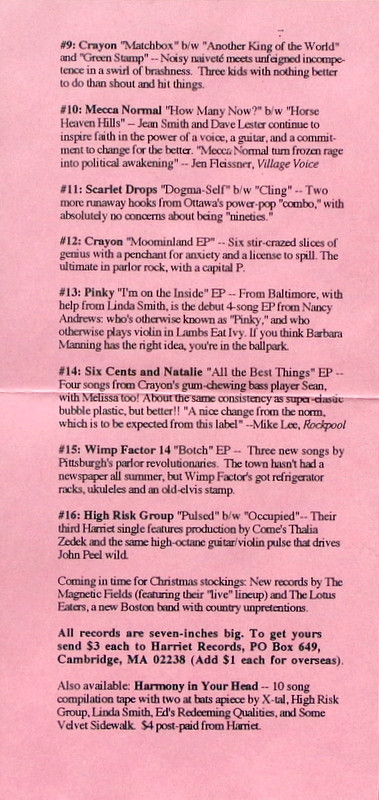 #9: Crayon "Matchbox" b/w "Another King of the World"
and "Green Stamp" -- Noisy naiveté meets unfeigned incompe-
tence in a swirl of brashness. Three kids with nothing better
to do than shout and hit things.
#10: Mecca Normal "How Many Now?" b/w "Horse
Heaven Hills" -- Jean Smith and Dave Lester continue to
inspire faith in the power of a voice, a guitar, and a commit-
ment to change for the better. "Mecca Normal turn frozen rage
into political awakening" -- Jen Fleissner, Village Voice
#11: Scarlet Drops "Dogma-Self" b/w "Cling" -- Two
more runaway hooks from Ottawa's power-pop "combo," with
absolutely no concerns about being "nineties."
#12: Crayon "Moominland EP" -- Six stir-crazed slices of
genius with a penchant for anxiety and a license to spill. The
ultimate in parlor rock, with a capital P.
#13: Pinky "I'm on the Inside" EP -- From Baltimore, with
help from Linda Smith, is the debut 4-song EP from Nancy
Andrews: who's otherwise known as "Pinky," and who
otherwise plays violin in Lambs Eat Ivy. If you think Barbara
Manning has the right idea, you're in the ballpark.
#14: Six Cents and Natalie "All the Best Things" EP --
Four songs from Crayon's gum-chewing bass player Sean,
with Melissa too! About the same consistency as super-elastic
bubble plastic, but better!! "A nice change from the norm,
which is to be expected from this label" --Mike Lee, Rockpool
#15: Wimp Factor 14 "Botch" EP -- Three new songs by
Pittsburgh's parlor revolutionaries. The town hasn't had a
newspaper all summer, but Wimp Factor's got refrigerator
racks, ukuleles and an old-elvis stamp.
#16: High Risk Group "Pulsed" b/w "Occupied"-- Their
third Harriet single features production by Come's Thalia
Zedek and the same high-octane guitar/violin pulse that drives
John Peel wild.
Coming in time for Christmas stockings: New records by The
Magnetic Fields (featuring their "live" lineup) and The Lotus
Eaters, a new Boston band with country unpretentions.
All records are seven-inches big. To get yours
send $3 each to Harriet Records, PO Box 649,
Cambridge, MA 02238 (Add $1 each for overseas).
Also available: Harmony in Your Head -- 10 song
compilation tape with two at bats apiece by X-tal, High Risk
Group, Linda Smith, Ed's Redeeming Qualities, and Some
Velvet Sidewalk. $4 post-paid from Harriet.